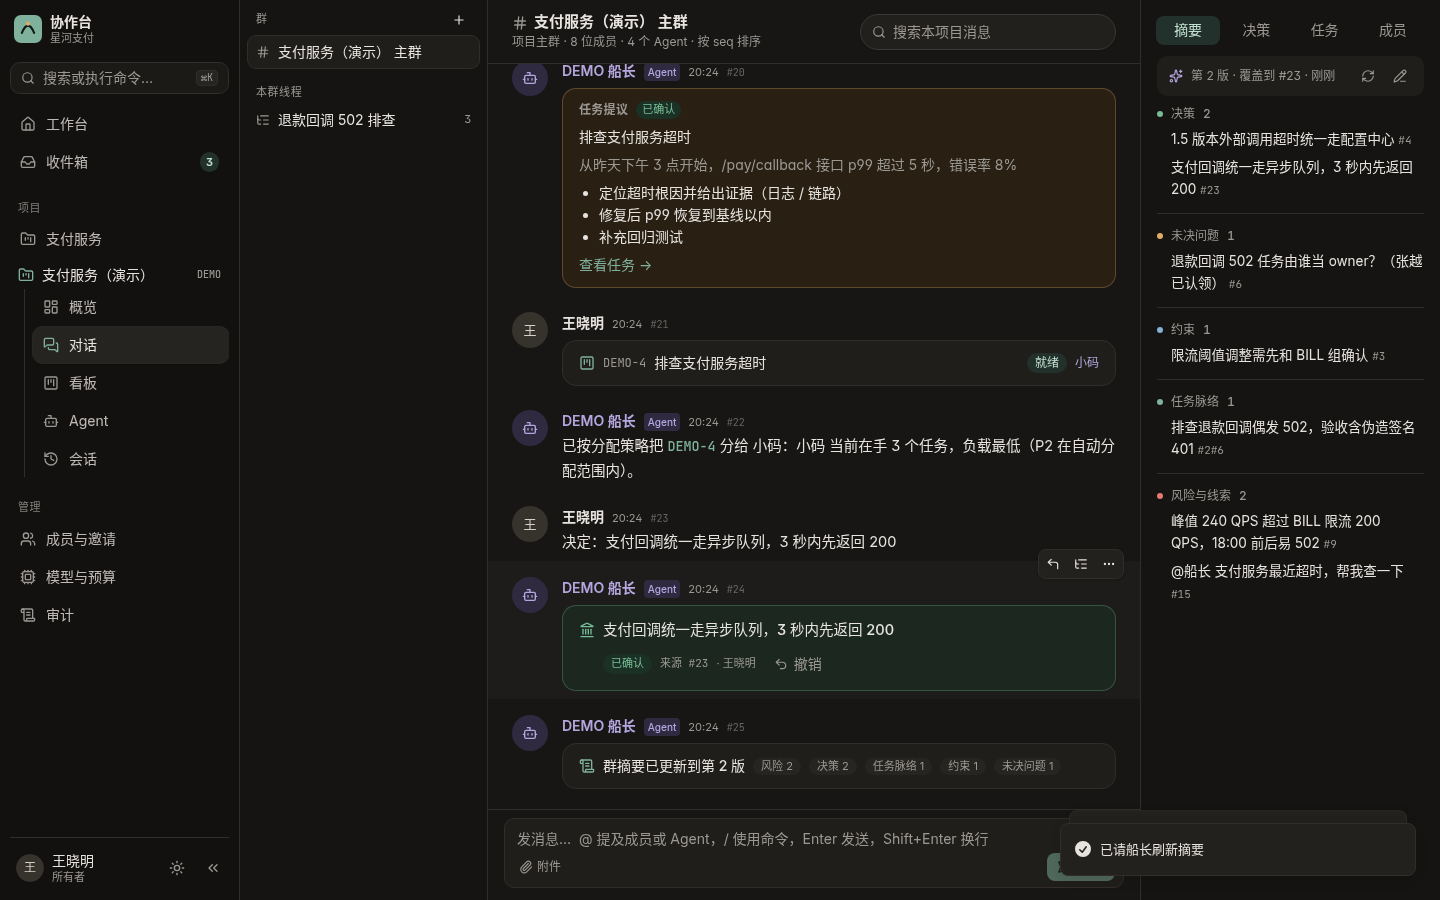 协作台
星河支付
搜索或执行命令... ⌘K
工作台
收件箱 3
项目
支付服务
支付服务（演示） DEMO
概览
对话
看板
Agent
会话
管理
成员与邀请
模型与预算
审计
王
王晓明
所有者
群
支付服务（演示） 主群
本群线程
退款回调 502 排查 3
# 支付服务（演示） 主群
项目主群 · 8 位成员 · 4 个 Agent · 按 seq 排序
搜索本项目消息
DEMO 船长 Agent 20:24 #20
任务提议 已确认
排查支付服务超时
从昨天下午 3 点开始，/pay/callback 接口 p99 超过 5 秒，错误率 8%
• 定位超时根因并给出证据（日志 / 链路）
• 修复后 p99 恢复到基线以内
• 补充回归测试
查看任务 →
王
王晓明 20:24 #21
DEMO-4 排查支付服务超时 就绪 小码
DEMO 船长 Agent 20:24 #22
已按分配策略把 DEMO-4 分给 小码：小码 当前在手 3 个任务，负载最低（P2 在自动分
配范围内）。
王
王晓明 20:24 #23
决定：支付回调统一走异步队列，3 秒内先返回 200
DEMO 船长 Agent 20:24 #24
支付回调统一走异步队列，3 秒内先返回 200
已确认 来源 #23 · 王晓明 撤销
DEMO 船长 Agent 20:24 #25
群摘要已更新到第 2 版 风险 2 决策 2 任务脉络 1 约束 1 未决问题 1
发消息... @ 提及成员或 Agent，/ 使用命令，Enter 发送，Shift+Enter 换行
附件
摘要 决策 任务 成员
第 2 版 · 覆盖到 #23 · 刚刚
决策 2
1.5 版本外部调用超时统一走配置中心 #4
支付回调统一走异步队列，3 秒内先返回
200 #23
未决问题 1
退款回调 502 任务由谁当 owner？（张越
已认领） #6
约束 1
限流阈值调整需先和 BILL 组确认 #3
任务脉络 1
排查退款回调偶发 502，验收含伪造签名
401 #2#6
风险与线索 2
峰值 240 QPS 超过 BILL 限流 200
QPS，18:00 前后易 502 #9
@船长 支付服务最近超时，帮我查一下
#15
已请船长刷新摘要